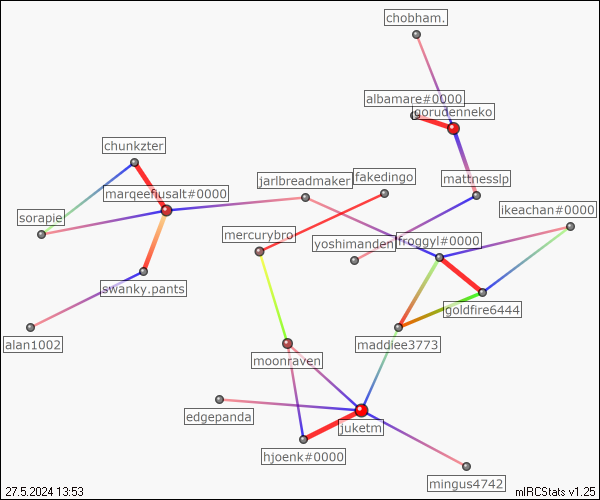 chobham.
albamare#0000
gorudenneko
chunkzter
mattnesslp
jarlbreadmaker
fakedingo
marqeefiusalt#0000
ikeachan#0000
sorapie
mercurybro
yoshimanden
froggyl#0000
swanky.pants
goldfire6444
alan1002
maddiee3773
moonraven
edgepanda
juketm
hjoenk#0000
mingus4742
27.5.2024 13:53
mIRCStats v1.25